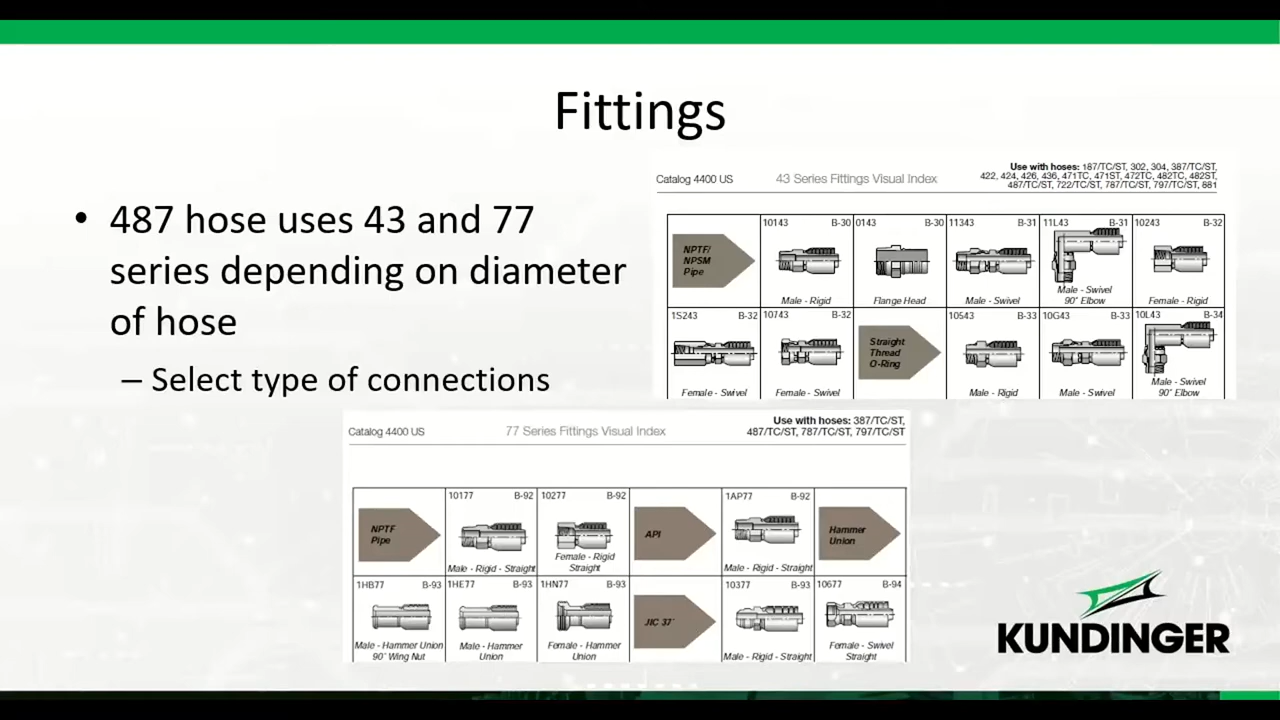 Fittings
• 487 hose uses 43 and 77
series depending on diameter
of hose
– Select type of connections
Catalog 4400 US
43 Series Fittings Visual Index
Use with hoses: 187/TC/ST, 302, 304, 387/TC/ST,
422, 424, 426, 436, 471TC, 471ST, 472TC, 482TC, 482ST,
487/TC/ST, 722/TC/ST, 787/TC/ST, 797/TC/ST, 881
NPTF/
NPSM
Pipe
10143 B-30
Male - Rigid
0143 B-30
Flange Head
11343 B-31
Male - Swivel
11L43 B-31
Male - Swivel
90° Elbow
10243 B-32
Female - Rigid
1S243 B-32
Female - Swivel
10743 B-32
Female - Swivel
Straight
Thread
O-Ring
10543 B-33
Male - Rigid
10G43 B-33
Male - Swivel
10L43 B-34
Male - Swivel
90° Elbow
Catalog 4400 US
77 Series Fittings Visual Index
Use with hoses: 387/TC/ST,
487/TC/ST, 787/TC/ST, 797/TC/ST
NPTF
Pipe
10177 B-92
Male - Rigid - Straight
10277 B-92
Female - Rigid
Straight
API
1AP77 B-92
Male - Rigid - Straight
Hammer
Union
1HB77 B-93
Male - Hammer Union
90° Wing Nut
1HE77 B-93
Male - Hammer
Union
1HN77 B-93
Female - Hammer
Union
JIC 37°
10377 B-93
Male - Rigid - Straight
10677 B-94
Female - Swivel
Straight
KUNDINGER